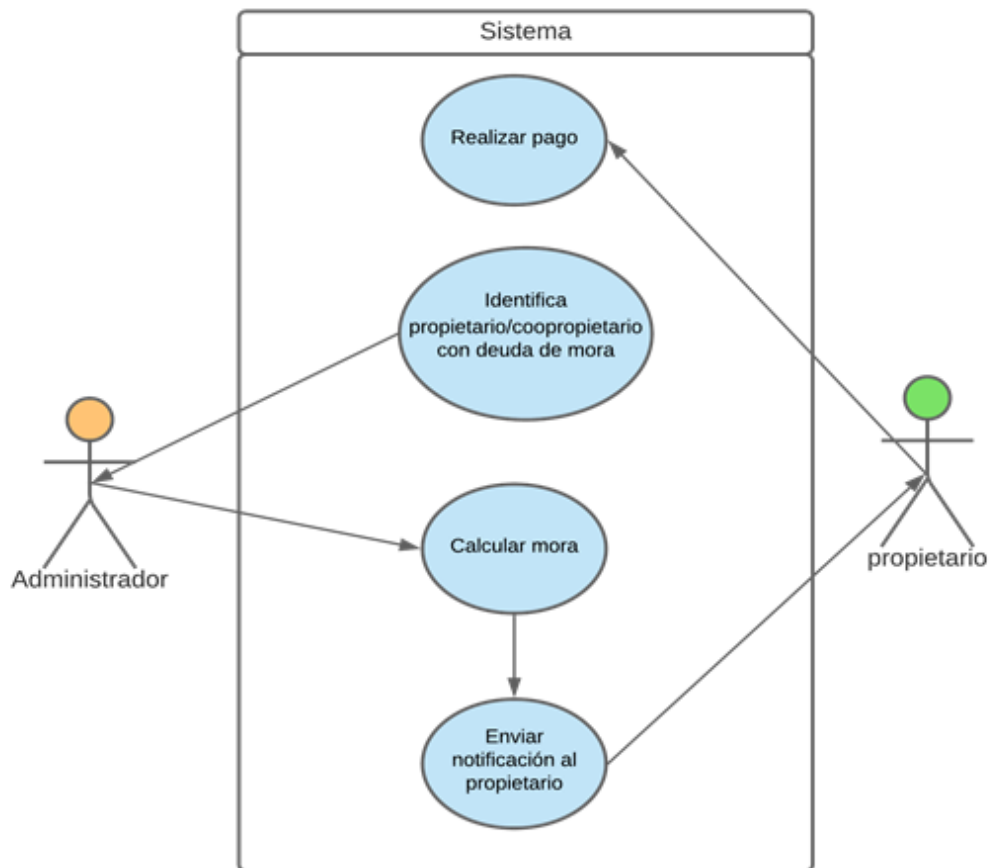 Sistema
Realizar pago
Identifica
propietario/coopropietario
con deuda de mora
Administrador
Calcular mora
propietario
Enviar
notificación al
propietario